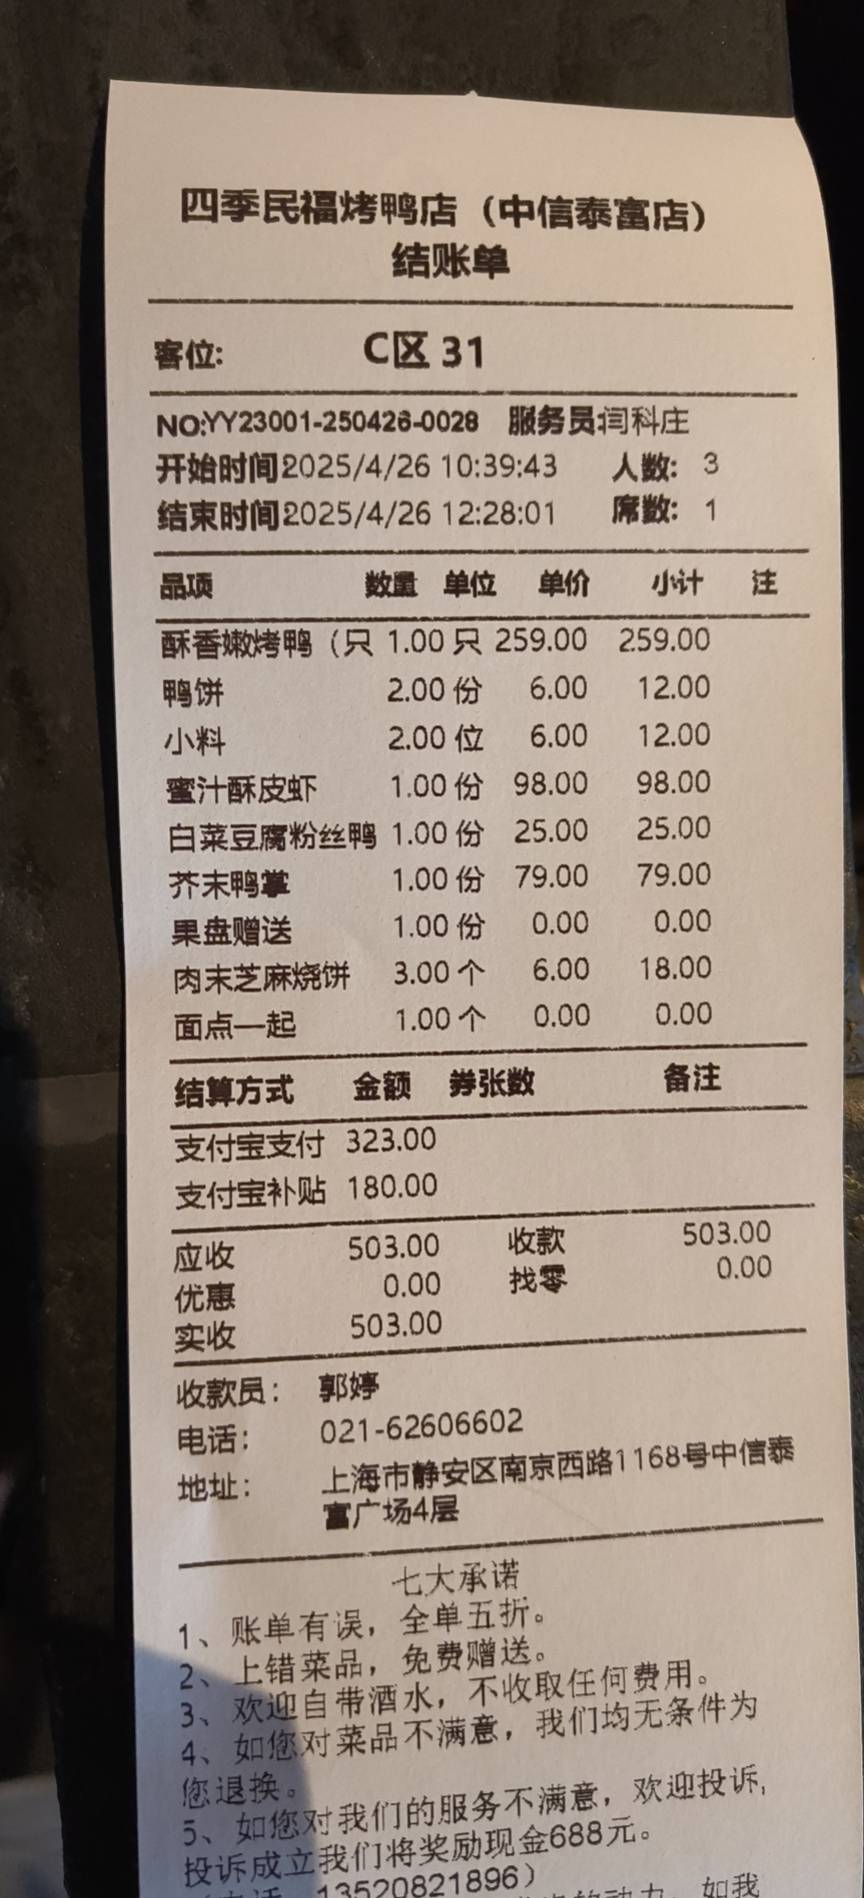 四季民福烤鸭店（中信泰富店）
结账单
客位: C区 31
NO:YY23001-250426-0028 服务员:闫科庄
开始时间2025/4/26 10:39:43 人数: 3
结束时间2025/4/26 12:28:01 席数: 1
品项 数量 单位 单价 小计 注
酥香嫩烤鸭（只 1.00 只 259.00 259.00
鸭饼 2.00 份 6.00 12.00
小料 2.00 位 6.00 12.00
蜜汁酥皮虾 1.00 份 98.00 98.00
白菜豆腐粉丝鸭 1.00 份 25.00 25.00
芥末鸭掌 1.00 份 79.00 79.00
果盘赠送 1.00 份 0.00 0.00
肉末芝麻烧饼 3.00 个 6.00 18.00
面点一起 1.00 个 0.00 0.00
结算方式 金额 券张数 备注
支付宝支付 323.00
支付宝补贴 180.00
应收 503.00 收款 503.00
优惠 0.00 找零 0.00
实收 503.00
收款员： 郭婷
电话： 021-62606602
地址： 上海市静安区南京西路1168号中信泰
富广场4层
七大承诺
1、账单有误，全单五折。
2、上错菜品，免费赠送。
3、欢迎自带酒水，不收取任何费用。
4、如您对菜品不满意，我们均无条件为
您退换。
5、如您对我们的服务不满意，欢迎投诉,
投诉成立我们将奖励现金688元。
电话 13520821896）
的动力，如我